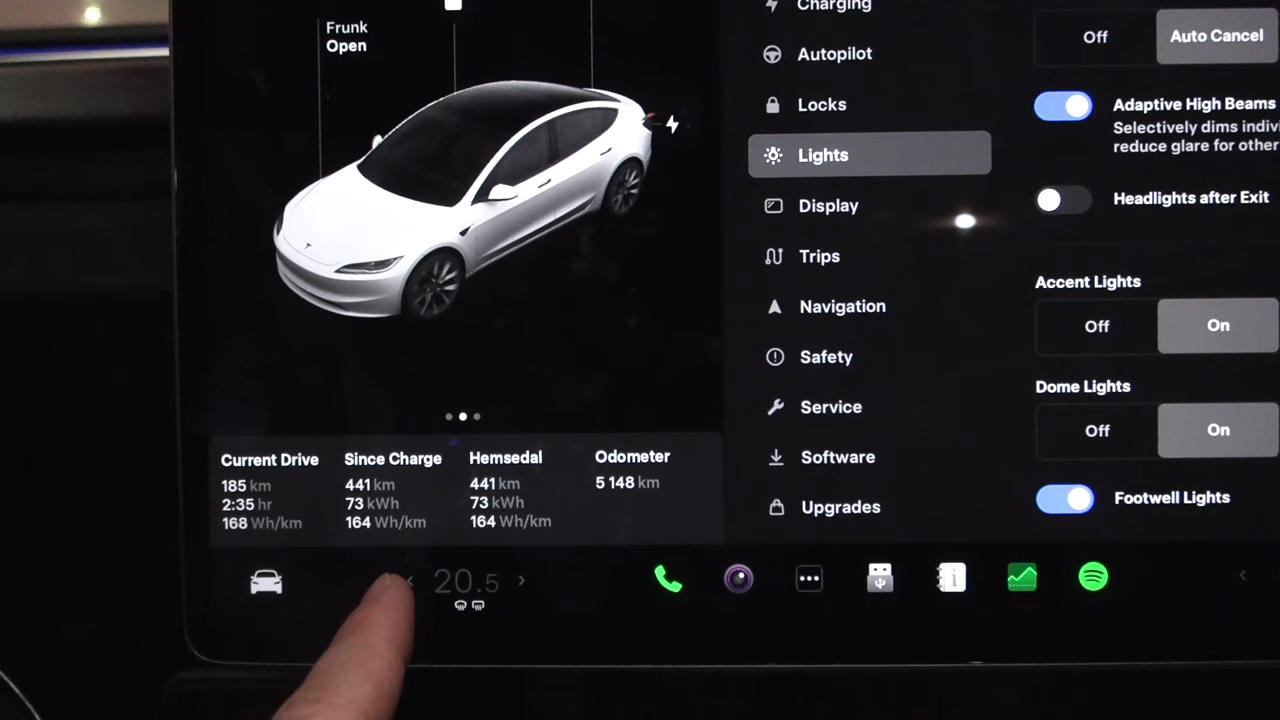 Frunk
Open
Charging
Autopilot
Locks
Lights
Display
Trips
Navigation
Safety
Service
Software
Upgrades
Off
Auto Cancel
Adaptive High Beams
Selectively dims indiv
reduce glare for other
Headlights after Exit
Accent Lights
Off
On
Dome Lights
Off
On
Footwell Lights
Current Drive
185 km
2:35 hr
168 Wh/km
Since Charge
441 km
73 kWh
164 Wh/km
Hemsedal
441 km
73 kWh
164 Wh/km
Odometer
5 148 km
20.5